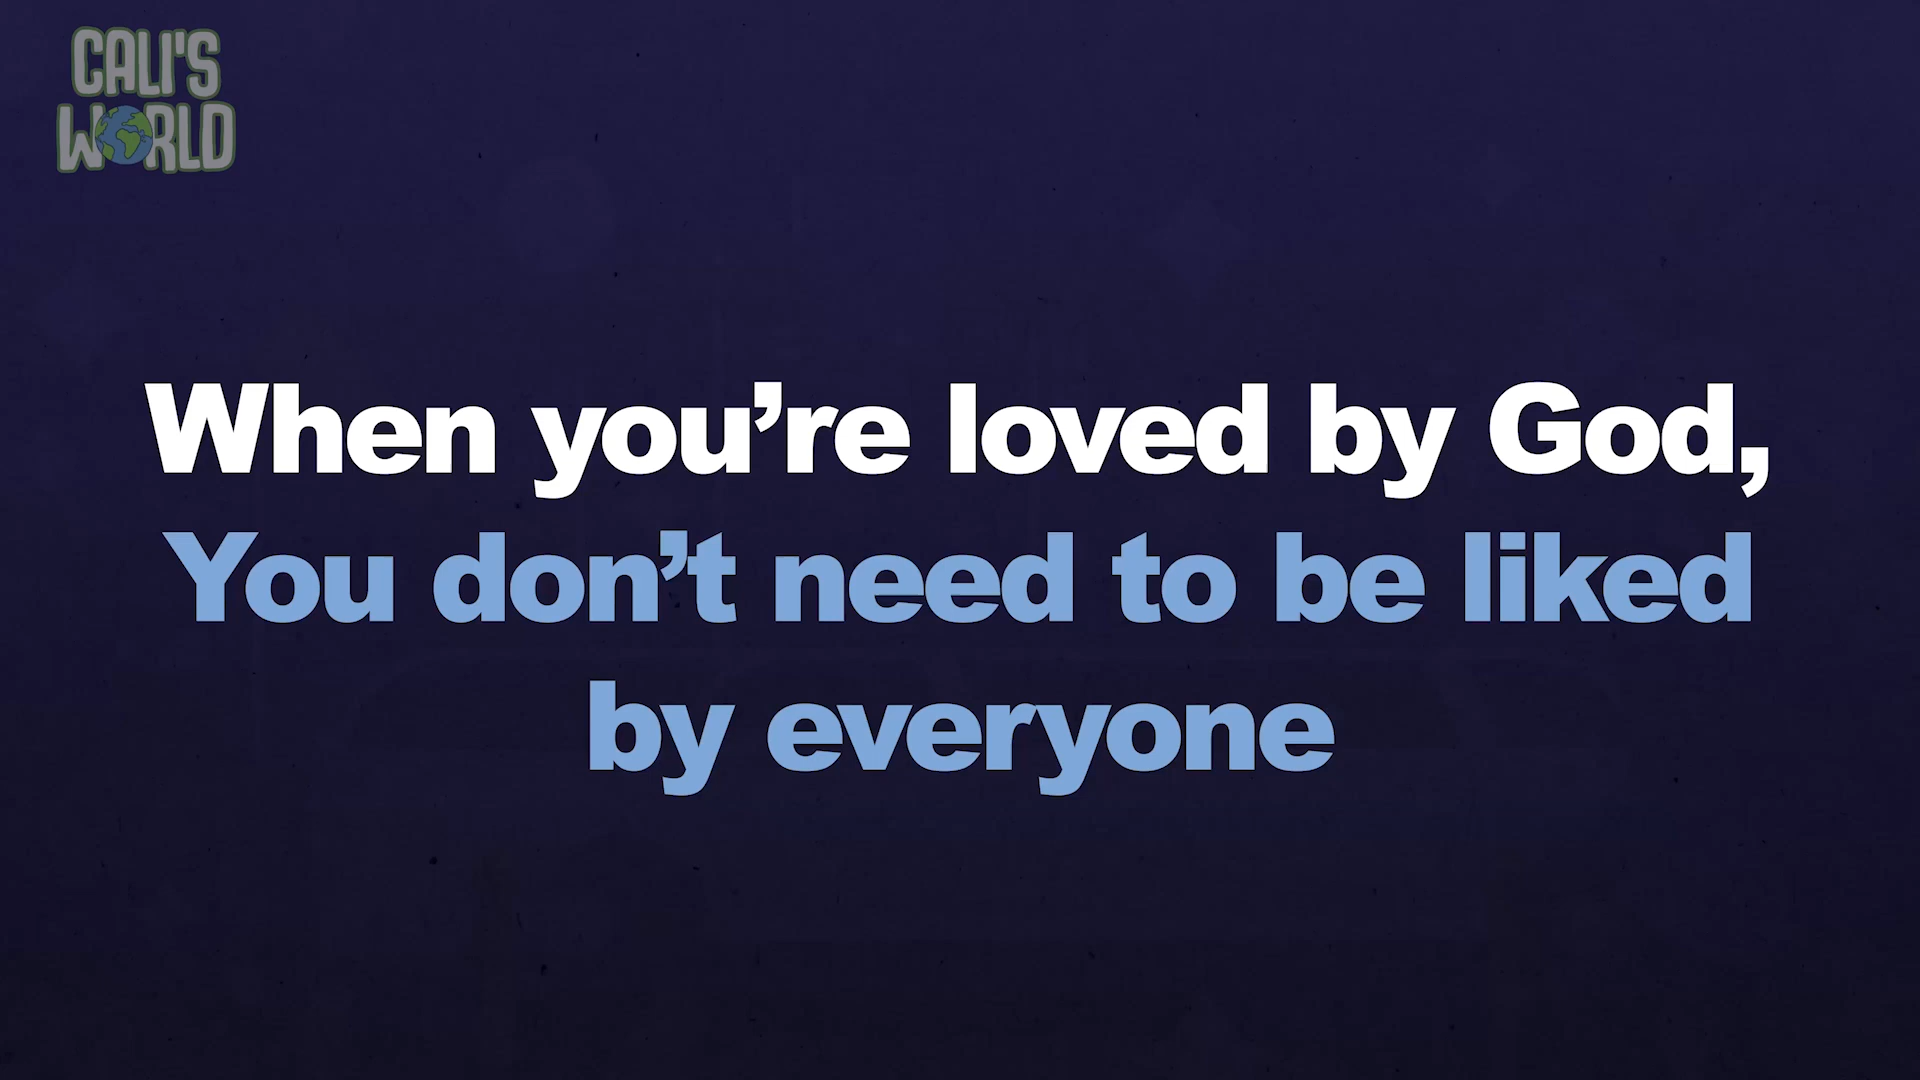 CALI'S
WORLD
When you’re loved by God,
You don’t need to be liked
by everyone